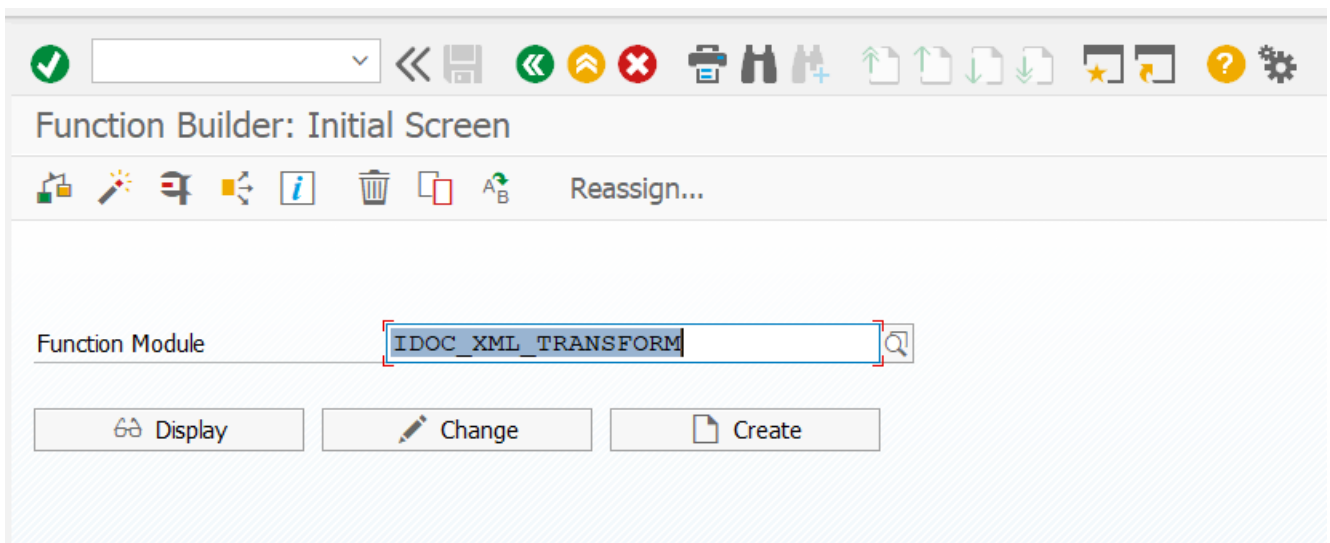 Function Builder: Initial Screen
Reassign...
Function Module IDOC_XML_TRANSFORM
Display Change Create